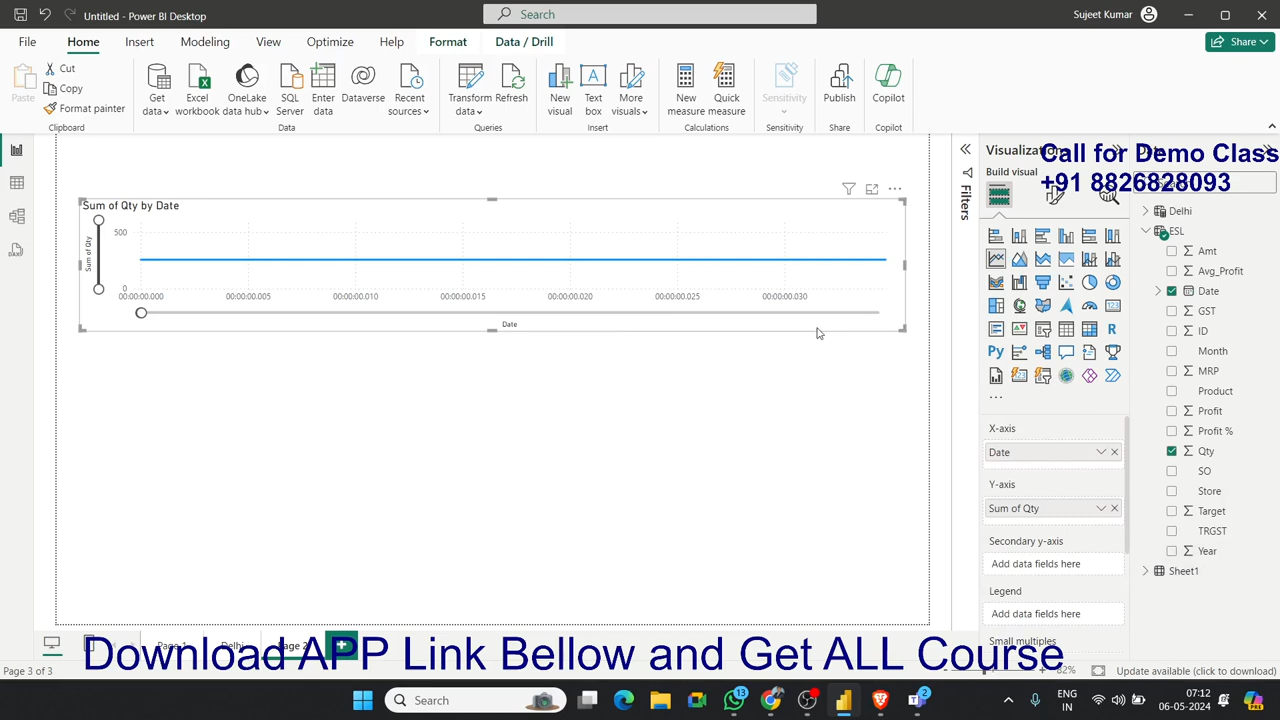 Untitled - Power BI Desktop
Search
Sujeet Kumar
File Home Insert Modeling View Optimize Help Format Data / Drill
Share
Paste
Cut
Copy
Format painter
Get data
Excel workbook
OneLake data hub
SQL Server
Enter data
Dataverse
Recent sources
Transform data
Refresh
New visual
Text box
More visuals
New measure
Quick measure
Sensitivity
Publish
Copilot
Clipboard Data Queries Insert Calculations Sensitivity Share Copilot
Call for Demo Class
+91 8826828093
Build visual
Filters
Sum of Qty by Date
Sum of Qty
500
0
00:00:00.000 00:00:00.005 00:00:00.010 00:00:00.015 00:00:00.020 00:00:00.025 00:00:00.030
Date
X-axis
Date
Y-axis
Sum of Qty
Secondary y-axis
Add data fields here
Legend
Add data fields here
Small multiples
Delhi
ESL
Amt
Avg_Profit
Date
GST
ID
Month
MRP
Product
Profit
Profit %
Qty
SO
Store
Target
TRGST
Year
Sheet1
Download APP Link Bellow and Get ALL Course
Page 3 of 3
Update available (click to download)
Search
13
2
ENG
IN
07:12
06-05-2024